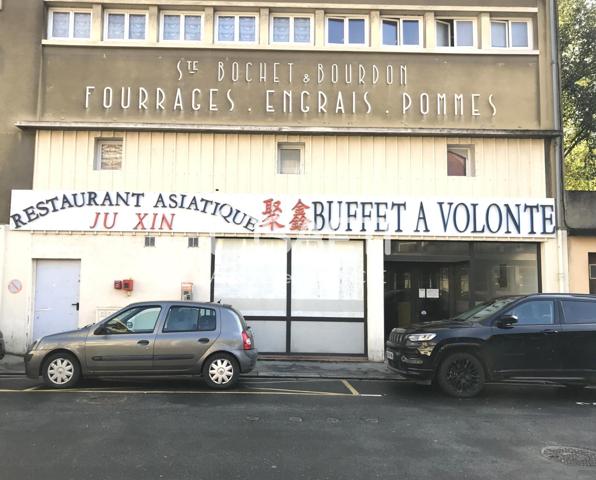 STE BOCHET & BOURDON
FOURRAGES . ENGRAIS . POMMES
RESTAURANT ASIATIQUE 聚鑫 BUFFET A VOLONTE
JU XIN